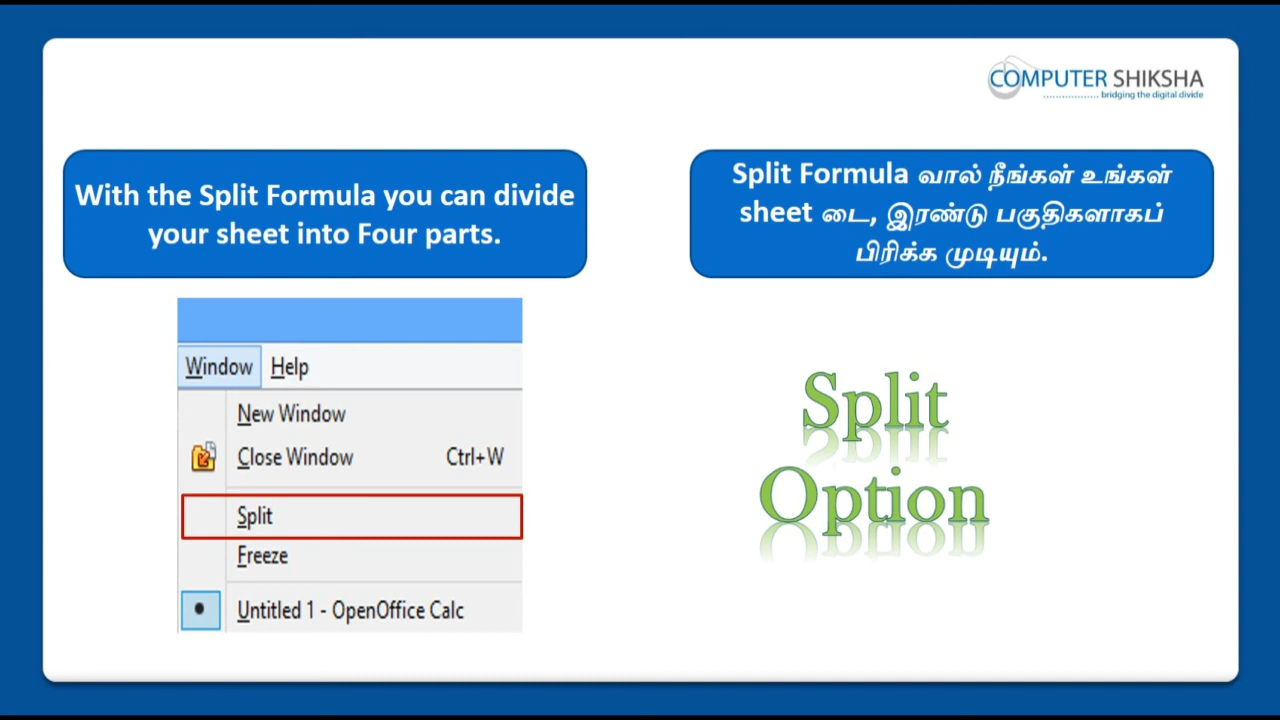 COMPUTER SHIKSHA
................... bridging the digital divide
With the Split Formula you can divide
your sheet into Four parts.
Split Formula வால் நீங்கள் உங்கள்
sheet டை, இரண்டு பகுதிகளாகப்
பிரிக்க முடியும்.
Window Help
New Window
Close Window Ctrl+W
Split
Freeze
Untitled 1 - OpenOffice Calc
Split
Option